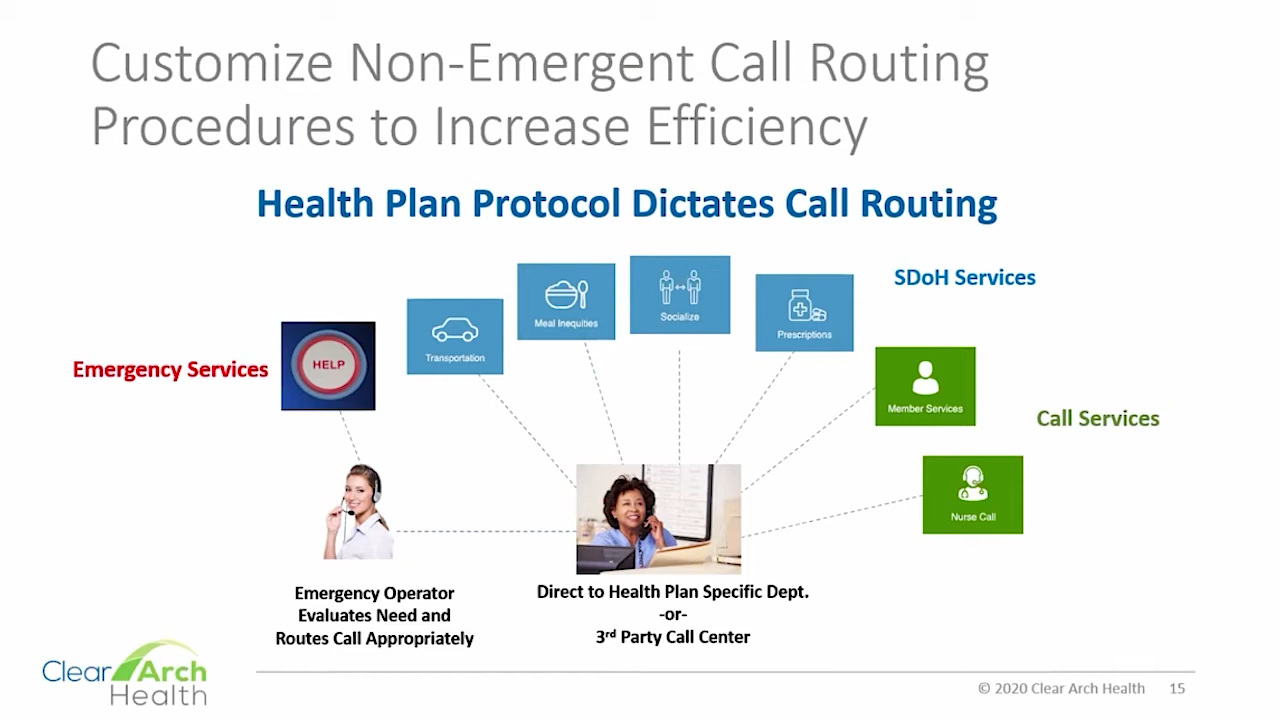 Customize Non-Emergent Call Routing
Procedures to Increase Efficiency
Health Plan Protocol Dictates Call Routing
SDoH Services
Meal Inequities
Socialize
Prescriptions
Transportation
HELP
Emergency Services
Member Services
Call Services
Nurse Call
Emergency Operator
Evaluates Need and
Routes Call Appropriately
Direct to Health Plan Specific Dept.
-or-
3rd Party Call Center
Clear Arch
Health
© 2020 Clear Arch Health 15